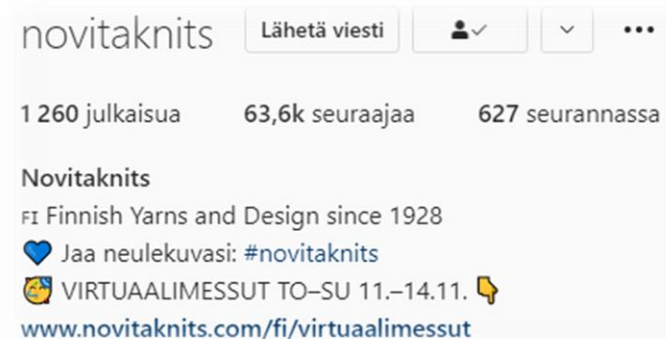 novitaknits Lähetä viesti
1 260 julkaisua 63,6k seuraajaa 627 seurannassa
Novitaknits
FI Finnish Yarns and Design since 1928
💙 Jaa neulekuvasi: #novitaknits
🥳 VIRTUAALIMESSUT TO–SU 11.–14.11. 👇
www.novitaknits.com/fi/virtuaalimessut